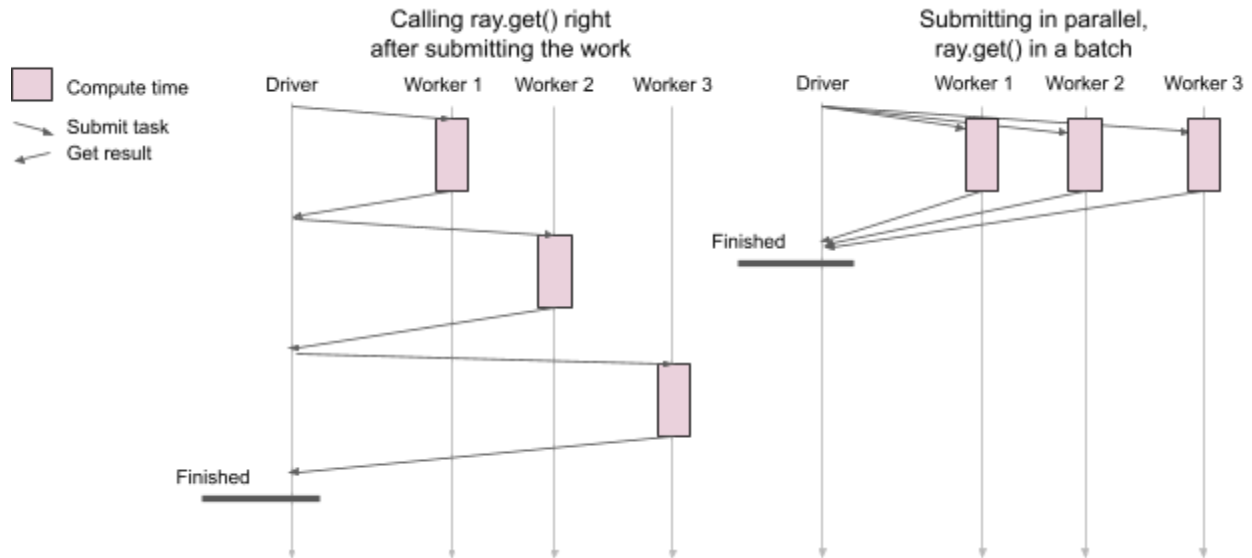 Calling ray.get() right
after submitting the work
Submitting in parallel,
ray.get() in a batch
Compute time
Submit task
Get result
Driver
Worker 1
Worker 2
Worker 3
Finished
Driver
Worker 1
Worker 2
Worker 3
Finished